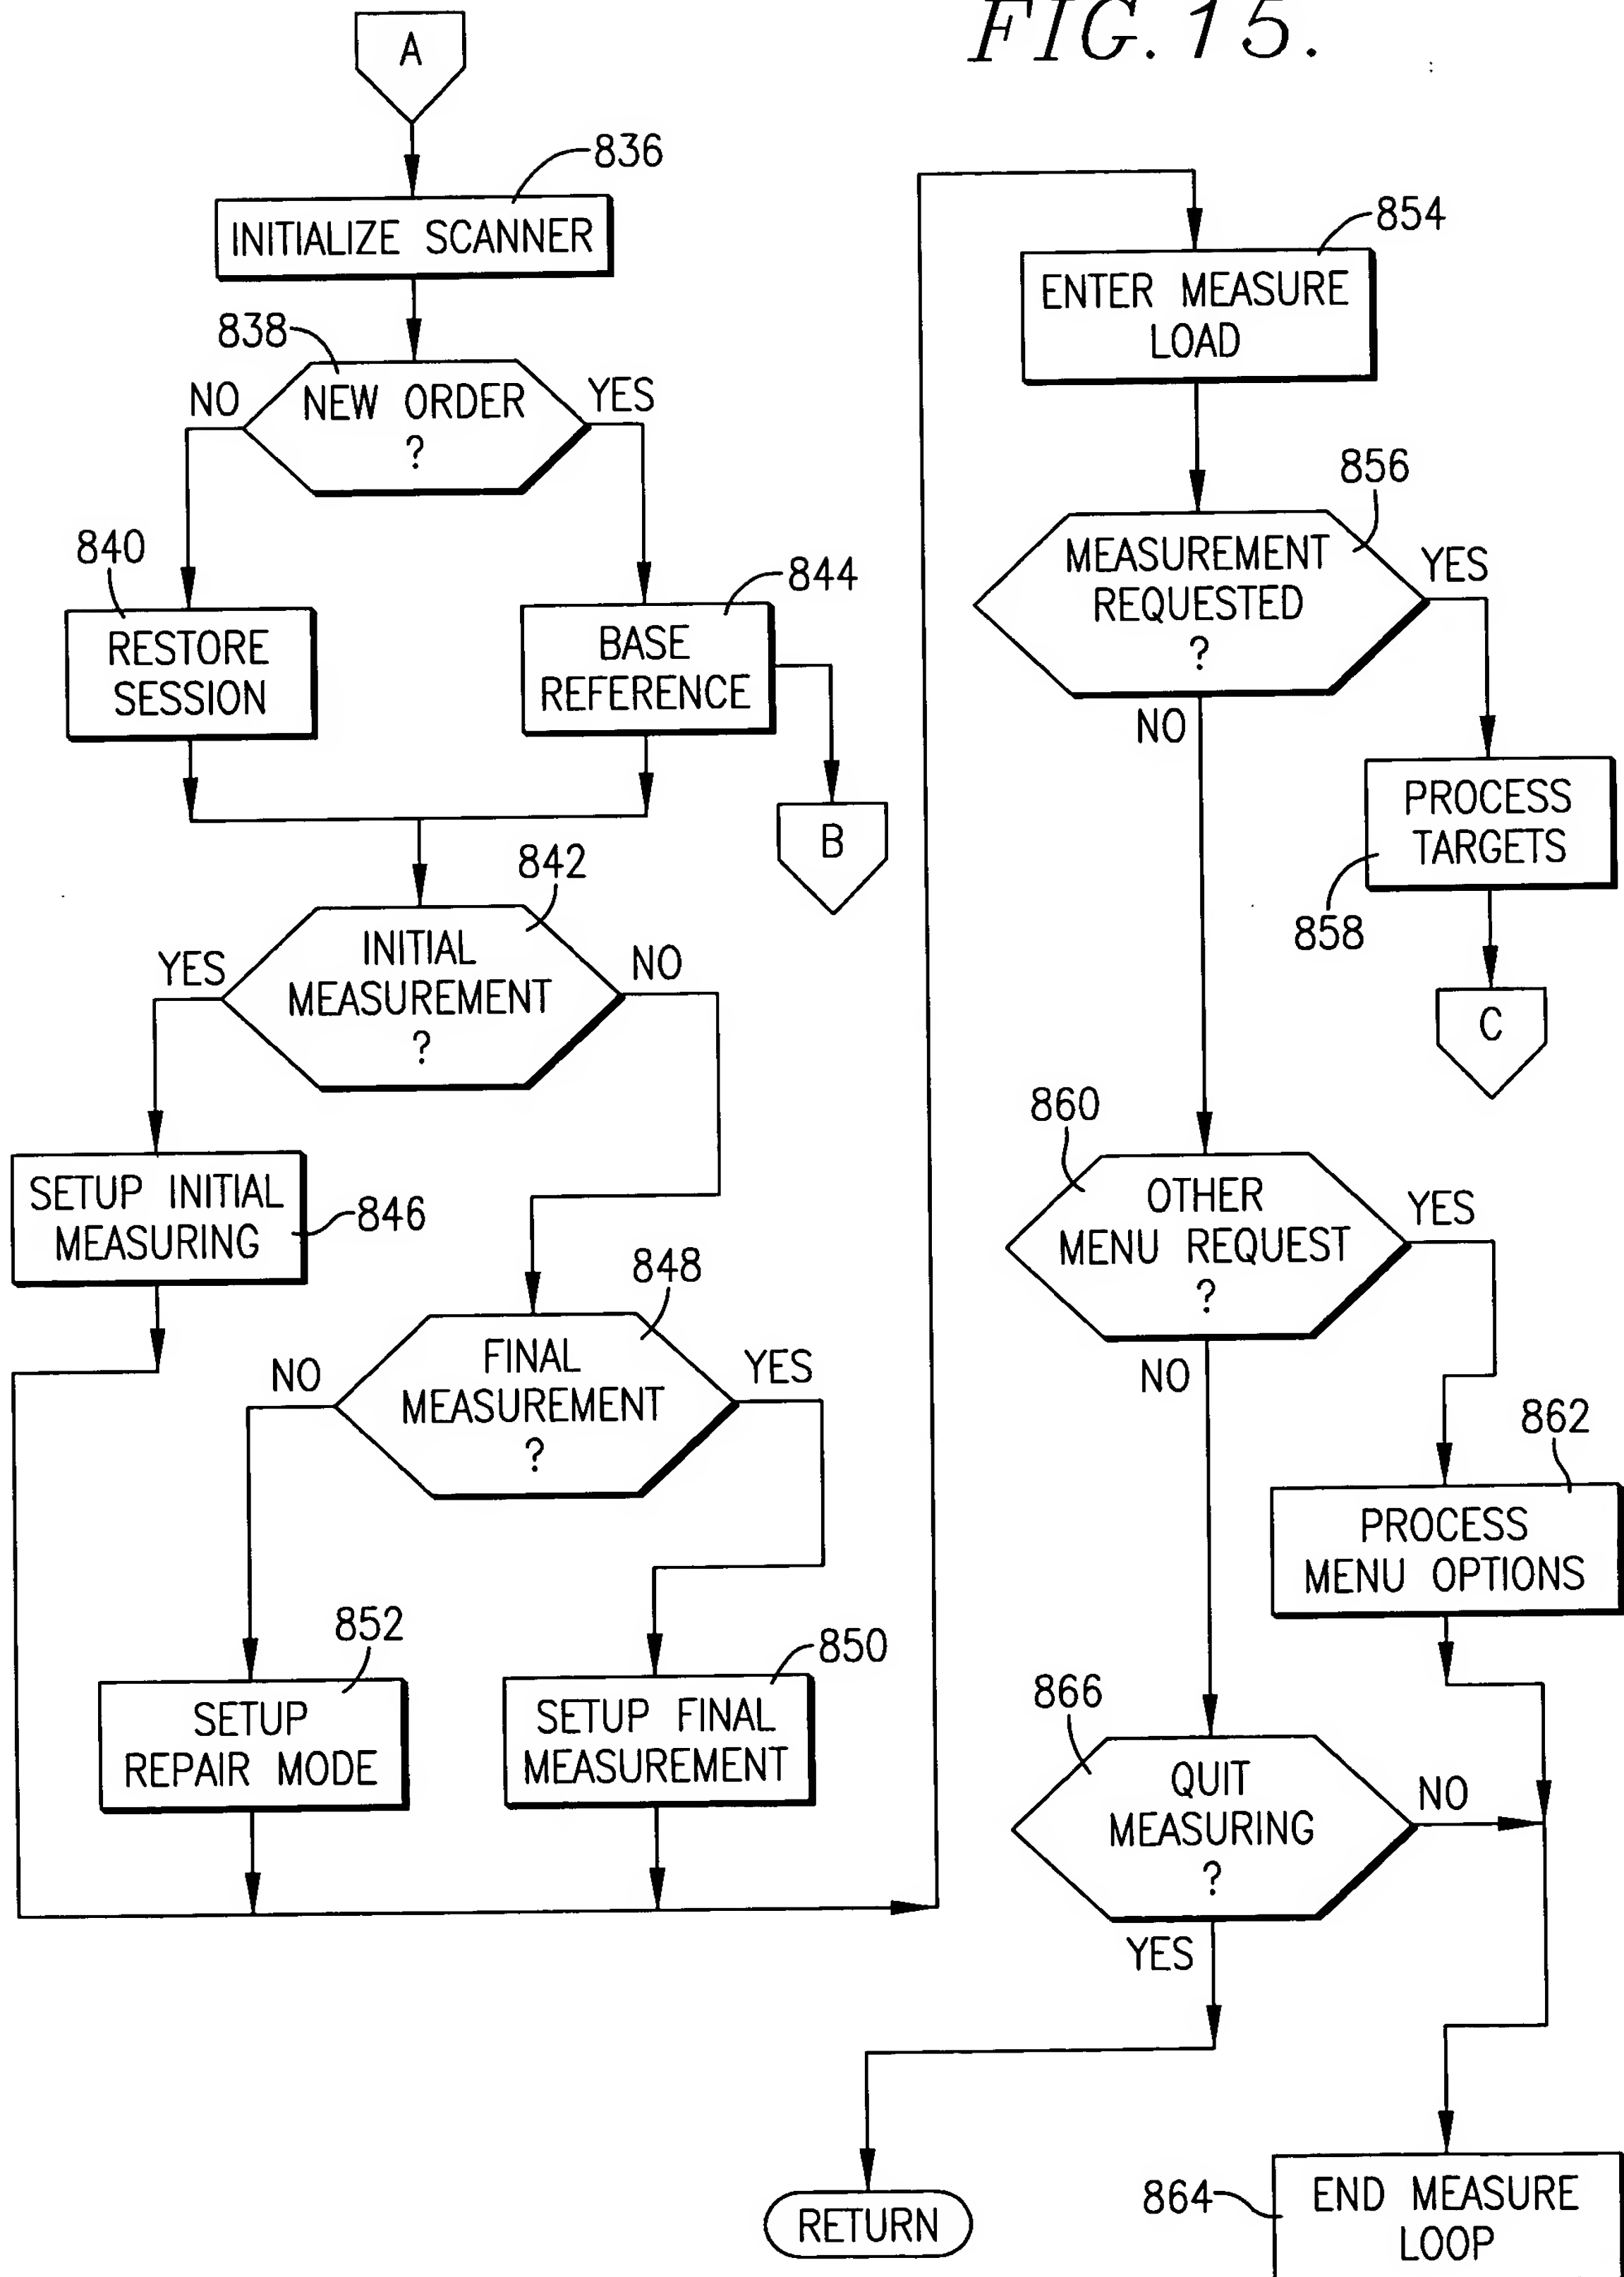 FIG. 15.
A
836
INITIALIZE SCANNER
838
NO
NEW ORDER
?
YES
840
RESTORE
SESSION
844
BASE
REFERENCE
B
842
YES
INITIAL
MEASUREMENT
?
NO
SETUP INITIAL
MEASURING
846
848
NO
FINAL
MEASUREMENT
?
YES
852
SETUP
REPAIR MODE
850
SETUP FINAL
MEASUREMENT
854
ENTER MEASURE
LOAD
856
MEASUREMENT
REQUESTED
?
YES
NO
PROCESS
TARGETS
858
C
860
OTHER
MENU REQUEST
?
YES
NO
862
PROCESS
MENU OPTIONS
866
QUIT
MEASURING
?
NO
YES
RETURN
864
END MEASURE
LOOP